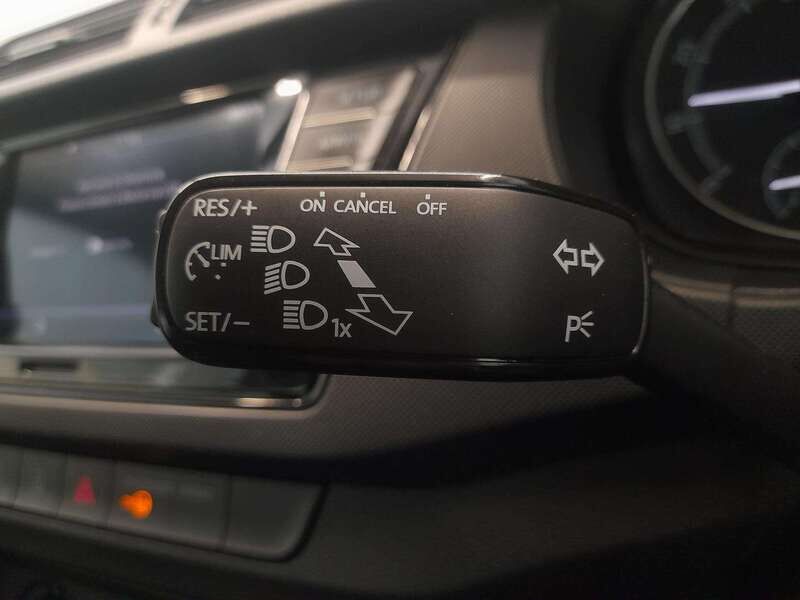 RES/+ ON CANCEL OFF
LIM
SET/− 1x
P